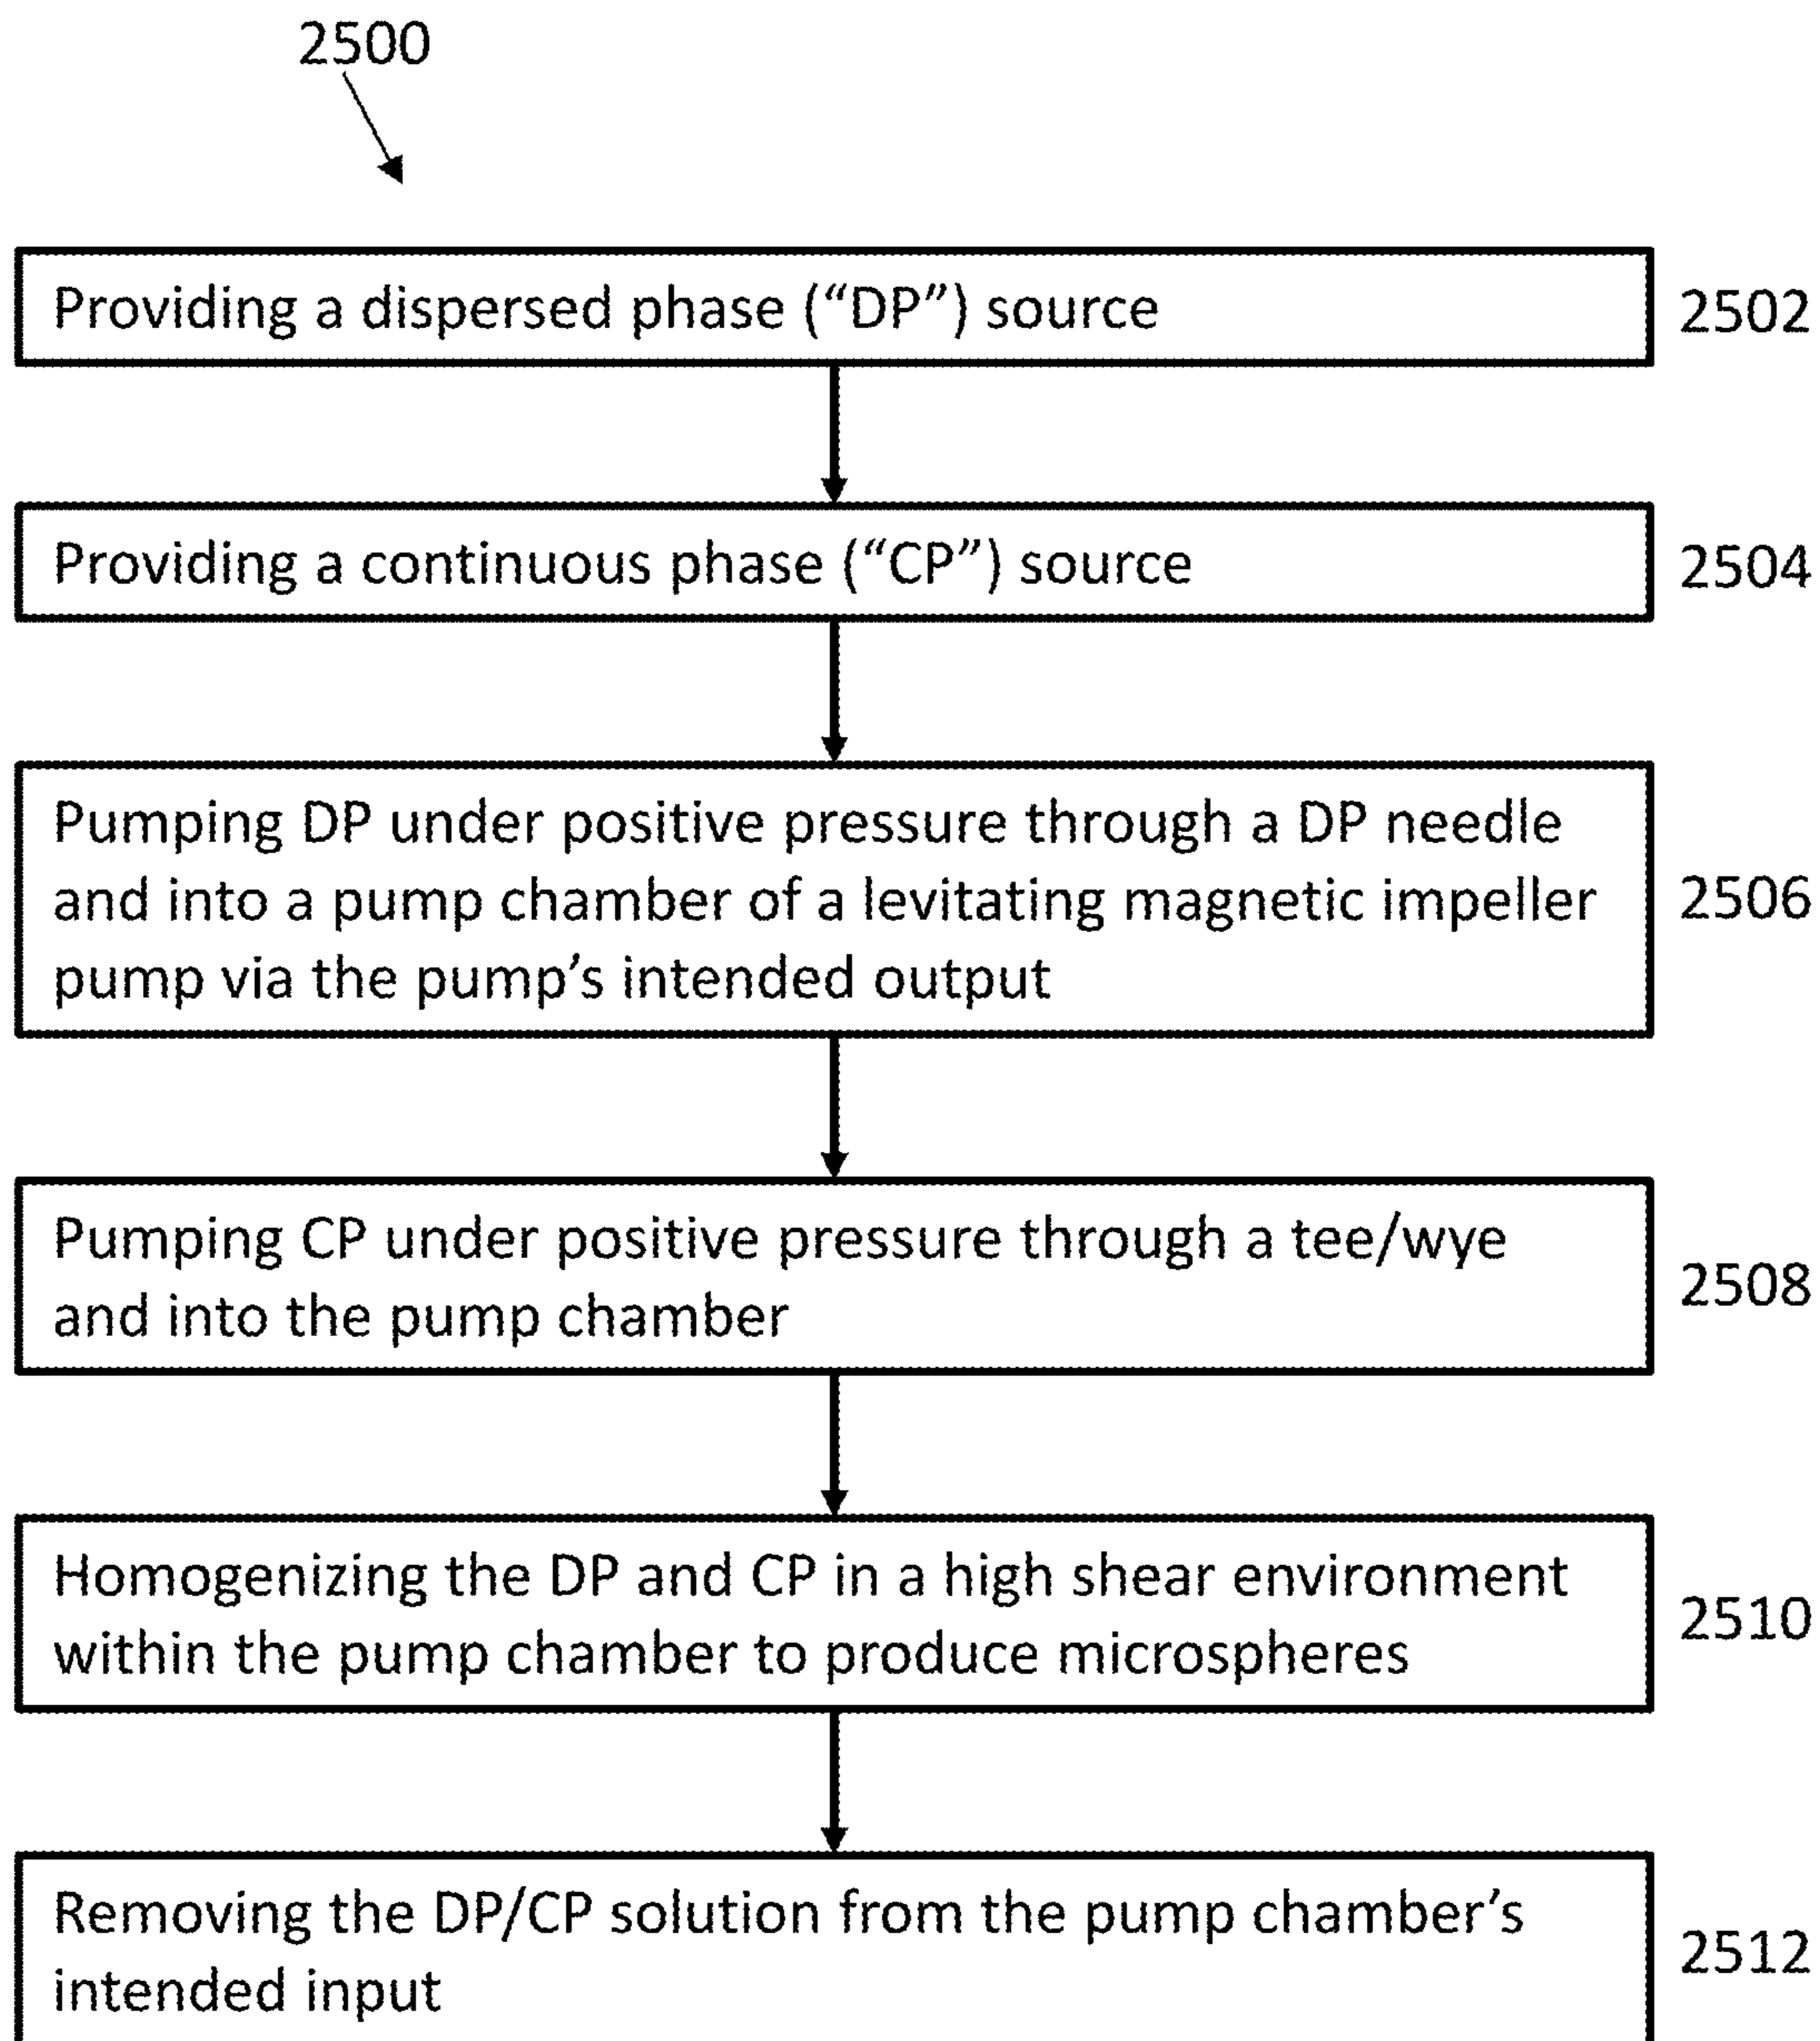 2500
Providing a dispersed phase (“DP”) source
2502
Providing a continuous phase (“CP”) source
2504
Pumping DP under positive pressure through a DP needle
and into a pump chamber of a levitating magnetic impeller
pump via the pump’s intended output
2506
Pumping CP under positive pressure through a tee/wye
and into the pump chamber
2508
Homogenizing the DP and CP in a high shear environment
within the pump chamber to produce microspheres
2510
Removing the DP/CP solution from the pump chamber’s
intended input
2512